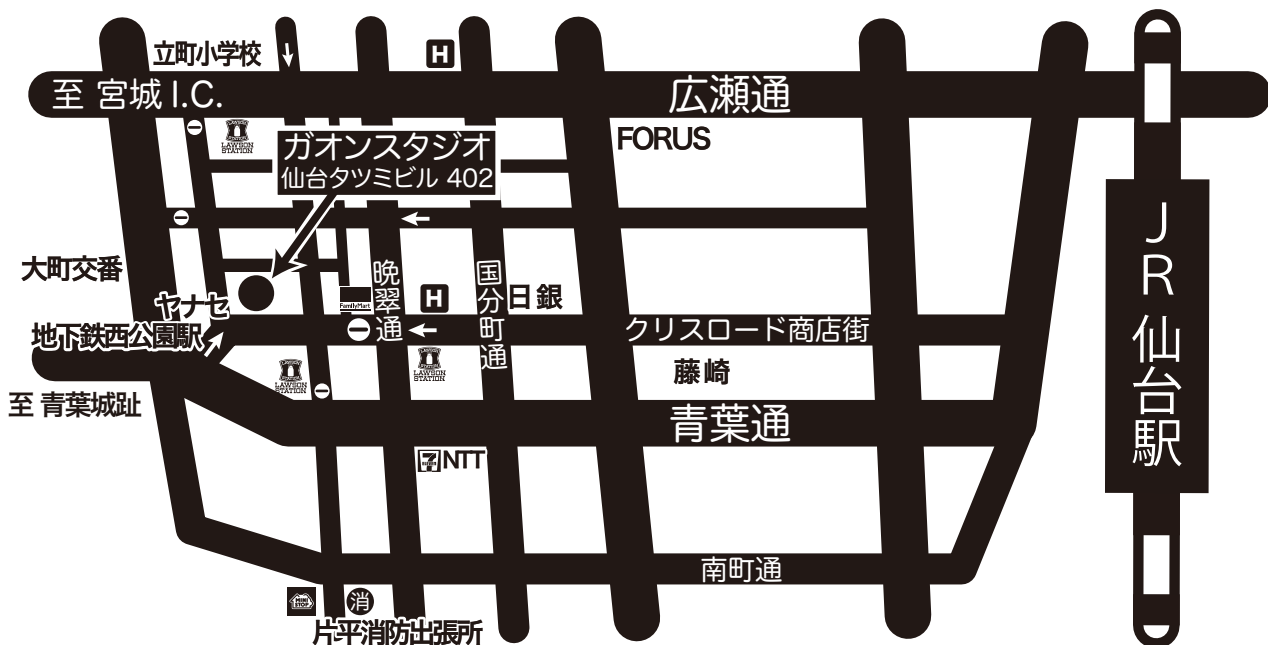 立町小学校
H
至 宮城 I.C.
広瀬通
LAWSON
STATION
ガオンスタジオ
仙台タツミビル 402
FORUS
JR仙台駅
大町交番
ヤナセ
地下鉄西公園駅
FamilyMart
晩翠通
H
国分町通
日銀
クリスロード商店街
LAWSON
STATION
LAWSON
STATION
藤崎
至 青葉城趾
青葉通
7
ELEVEN
NTT
南町通
MINI
STOP
消
片平消防出張所